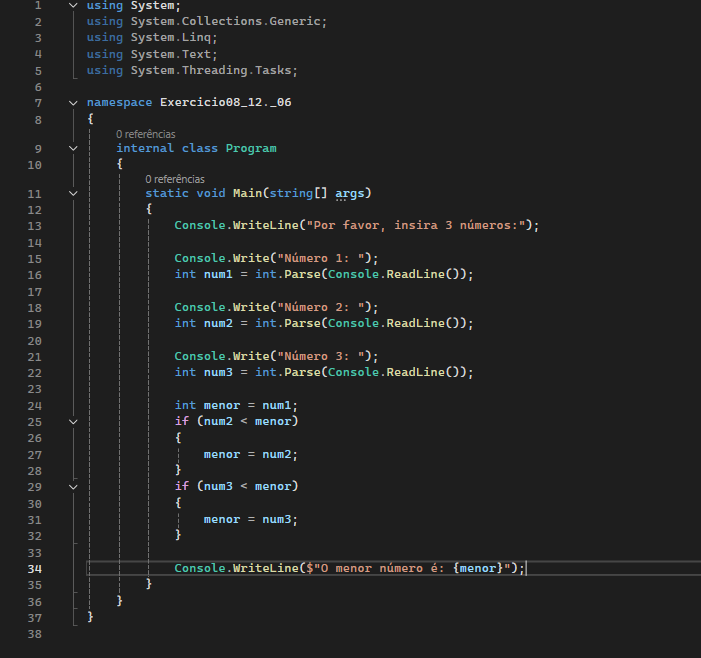 1 using System;
2 using System.Collections.Generic;
3 using System.Linq;
4 using System.Text;
5 using System.Threading.Tasks;
6
7 namespace Exercicio08_12._06
8 {
0 referências
9 internal class Program
10 {
0 referências
11 static void Main(string[] args)
12 {
13 Console.WriteLine("Por favor, insira 3 números:");
14
15 Console.Write("Número 1: ");
16 int num1 = int.Parse(Console.ReadLine());
17
18 Console.Write("Número 2: ");
19 int num2 = int.Parse(Console.ReadLine());
20
21 Console.Write("Número 3: ");
22 int num3 = int.Parse(Console.ReadLine());
23
24 int menor = num1;
25 if (num2 < menor)
26 {
27 menor = num2;
28 }
29 if (num3 < menor)
30 {
31 menor = num3;
32 }
33
34 Console.WriteLine($"O menor número é: {menor}");
35 }
36 }
37 }
38